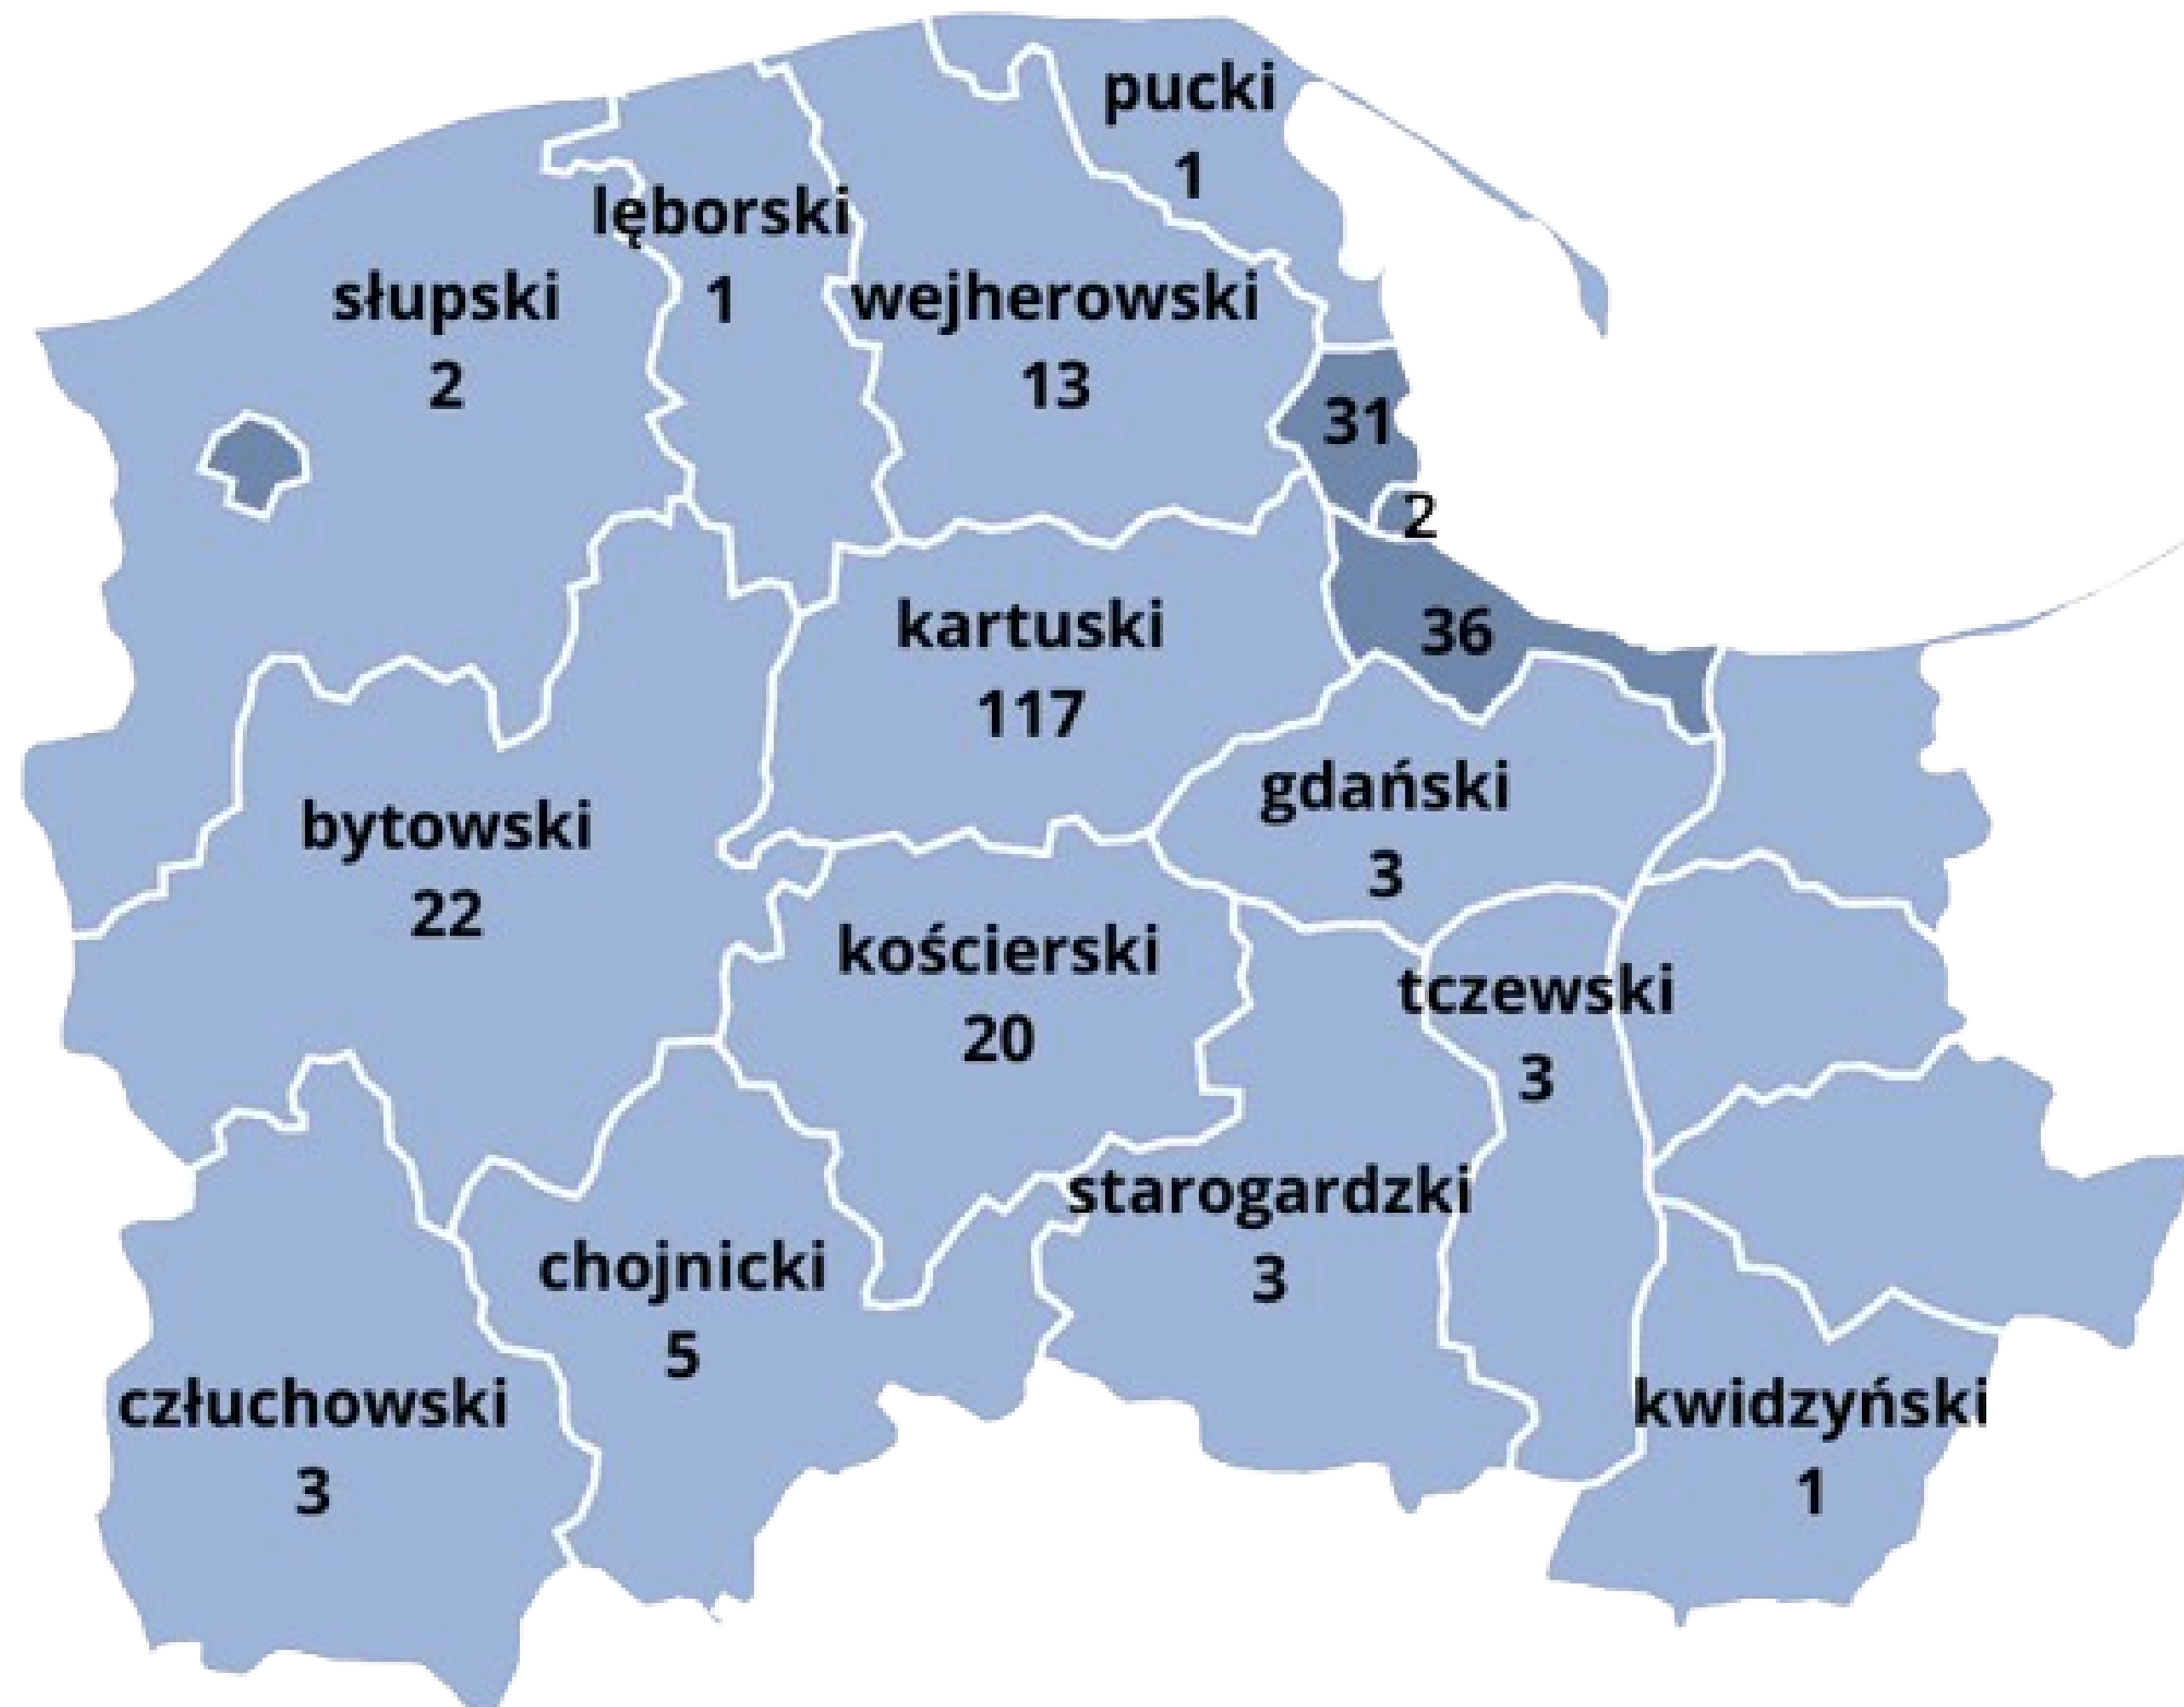 pucki
1
lęborski
1
słupski
2
wejherowski
13
31
2
kartuski
117
36
gdański
3
bytowski
22
kościerski
20
tczewski
3
starogardzki
3
chojnicki
5
człuchowski
3
kwidzyński
1